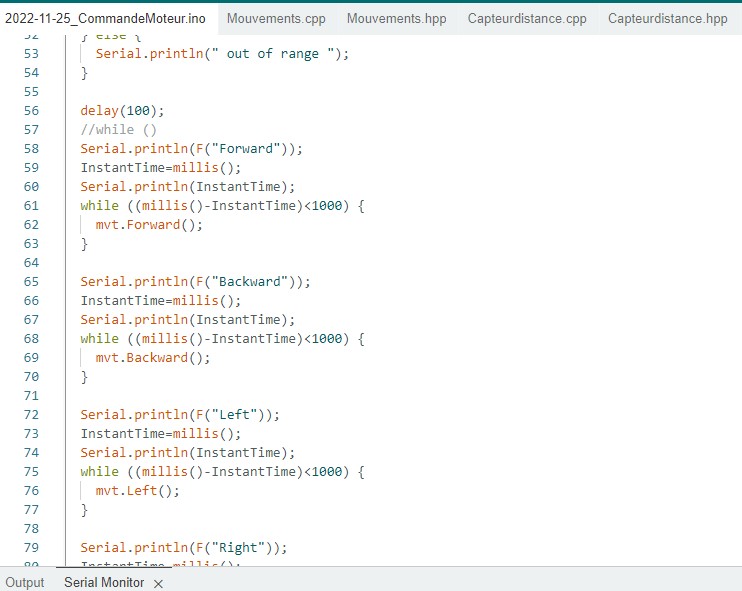 2022-11-25_CommandeMoteur.ino Mouvements.cpp Mouvements.hpp Capteurdistance.cpp Capteurdistance.hpp
52 } else {
53 Serial.println(" out of range ");
54 }
55
56 delay(100);
57 //while ()
58 Serial.println(F("Forward"));
59 InstantTime=millis();
60 Serial.println(InstantTime);
61 while ((millis()-InstantTime)<1000) {
62 mvt.Forward();
63 }
64
65 Serial.println(F("Backward"));
66 InstantTime=millis();
67 Serial.println(InstantTime);
68 while ((millis()-InstantTime)<1000) {
69 mvt.Backward();
70 }
71
72 Serial.println(F("Left"));
73 InstantTime=millis();
74 Serial.println(InstantTime);
75 while ((millis()-InstantTime)<1000) {
76 mvt.Left();
77 }
78
79 Serial.println(F("Right"));
80 InstantTime=millis();
Output Serial Monitor